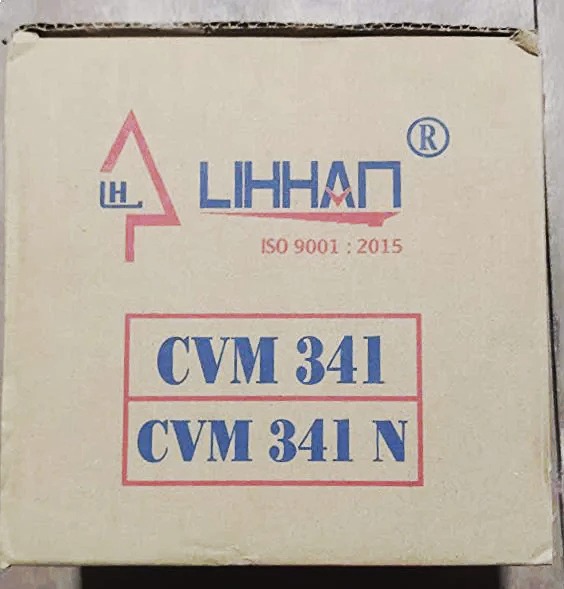 ®
LH LIHHAN
ISO 9001 : 2015
CVM 341
CVM 341 N